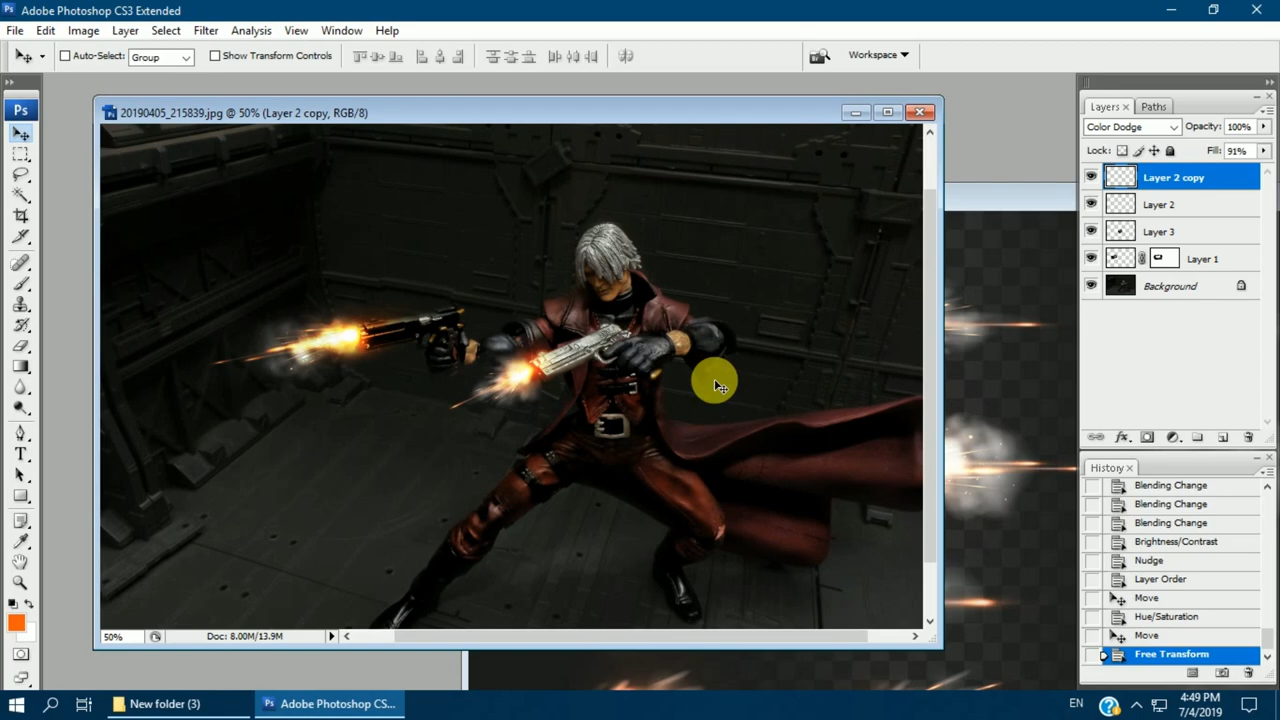 Ps Adobe Photoshop CS3 Extended
File Edit Image Layer Select Filter Analysis View Window Help
Auto-Select: Group Show Transform Controls Workspace
Ps
20190405_215839.jpg @ 50% (Layer 2 copy, RGB/8)
Layers x Paths
Color Dodge Opacity: 100%
Lock: Fill: 91%
Layer 2 copy
Layer 2
Layer 3
Layer 1
Background
fx
T
History x
Blending Change
Blending Change
Blending Change
Brightness/Contrast
Nudge
Layer Order
Move
Hue/Saturation
Move
Free Transform
50% Doc: 8.00M/13.9M
New folder (3) Ps Adobe Photoshop CS... EN ? 4:49 PM
7/4/2019